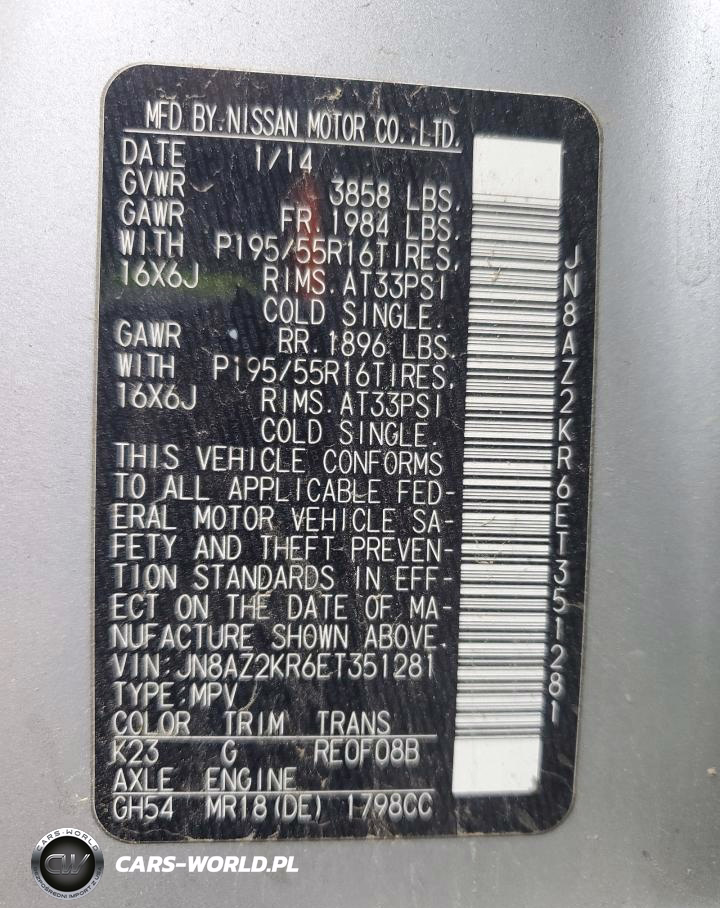 MFD BY NISSAN MOTOR CO.,LTD.
DATE 1/14
GVWR 3858 LBS.
GAWR FR. 1984 LBS.
WITH P195/55R16TIRES,
16X6J RIMS. AT33PSI
COLD SINGLE.
GAWR RR. 1896 LBS.
WITH P195/55R16TIRES,
16X6J RIMS. AT33PSI
COLD SINGLE.
THIS VEHICLE CONFORMS
TO ALL APPLICABLE FED-
ERAL MOTOR VEHICLE SA-
FETY AND THEFT PREVEN-
TION STANDARDS IN EFF-
ECT ON THE DATE OF MA-
NUFACTURE SHOWN ABOVE.
VIN:JN8AZ2KR6ET351281
TYPE:MPV
COLOR TRIM TRANS
K23 G RE0F08B
AXLE ENGINE
GH54 MR18(DE) 1798CC
JN8AZ2KR6ET351281
CARS-WORLD
CW
CARS-WORLD.PL